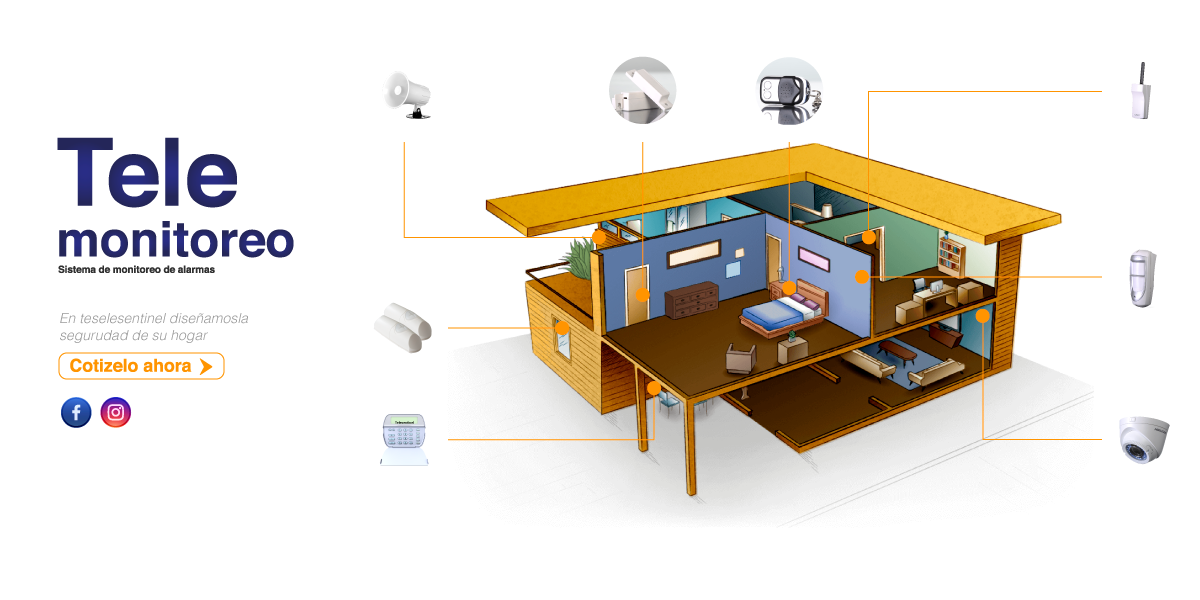 Tele
monitoreo
Sistema de monitoreo de alarmas
En teselesentinel diseñamosla
segurudad de su hogar
Cotizelo ahora